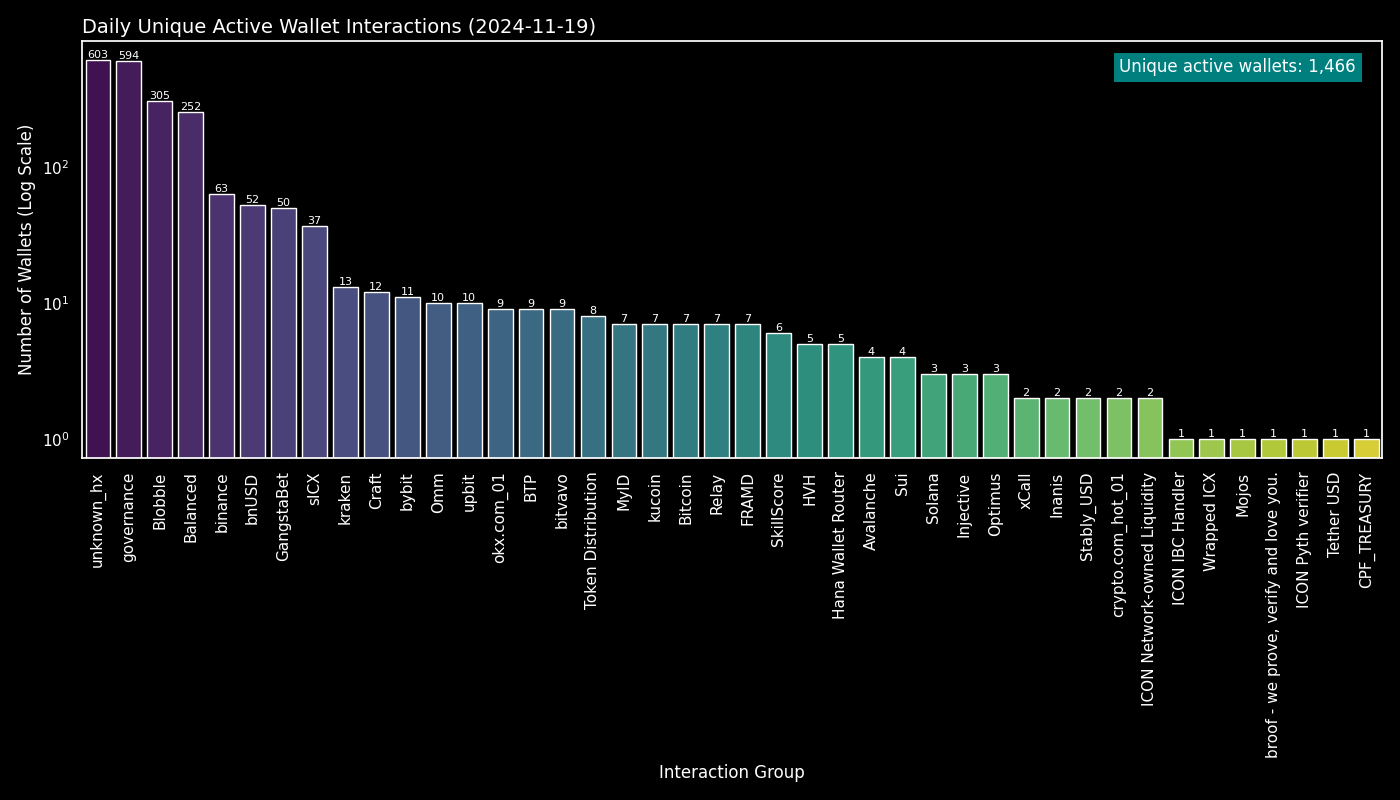 Daily Unique Active Wallet Interactions (2024-11-19)
Unique active wallets: 1,466
Number of Wallets (Log Scale)
10²
10¹
10⁰
603
594
305
252
63
52
50
37
13
12
11
10
10
9
9
9
8
7
7
7
7
7
6
5
5
4
4
3
3
3
2
2
2
2
2
1
1
1
1
1
1
1
unknown_hx
governance
Blobble
Balanced
binance
bnUSD
GangstaBet
sICX
kraken
Craft
bybit
Omm
upbit
okx.com_01
BTP
bitvavo
Token Distribution
MyID
kucoin
Bitcoin
Relay
FRAMD
SkillScore
HVH
Hana Wallet Router
Avalanche
Sui
Solana
Injective
Optimus
xCall
Inanis
Stably_USD
crypto.com_hot_01
ICON Network-owned Liquidity
ICON IBC Handler
Wrapped ICX
Mojos
broof - we prove, verify and love you.
ICON Pyth verifier
Tether USD
CPF_TREASURY
Interaction Group